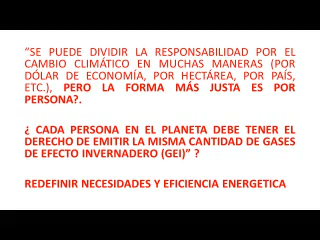 “SE PUEDE DIVIDIR LA RESPONSABILIDAD POR EL
CAMBIO CLIMÁTICO EN MUCHAS MANERAS (POR
DÓLAR DE ECONOMÍA, POR HECTÁREA, POR PAÍS,
ETC.), PERO LA FORMA MÁS JUSTA ES POR
PERSONA?.
¿ CADA PERSONA EN EL PLANETA DEBE TENER EL
DERECHO DE EMITIR LA MISMA CANTIDAD DE GASES
DE EFECTO INVERNADERO (GEI)” ?
REDEFINIR NECESIDADES Y EFICIENCIA ENERGETICA